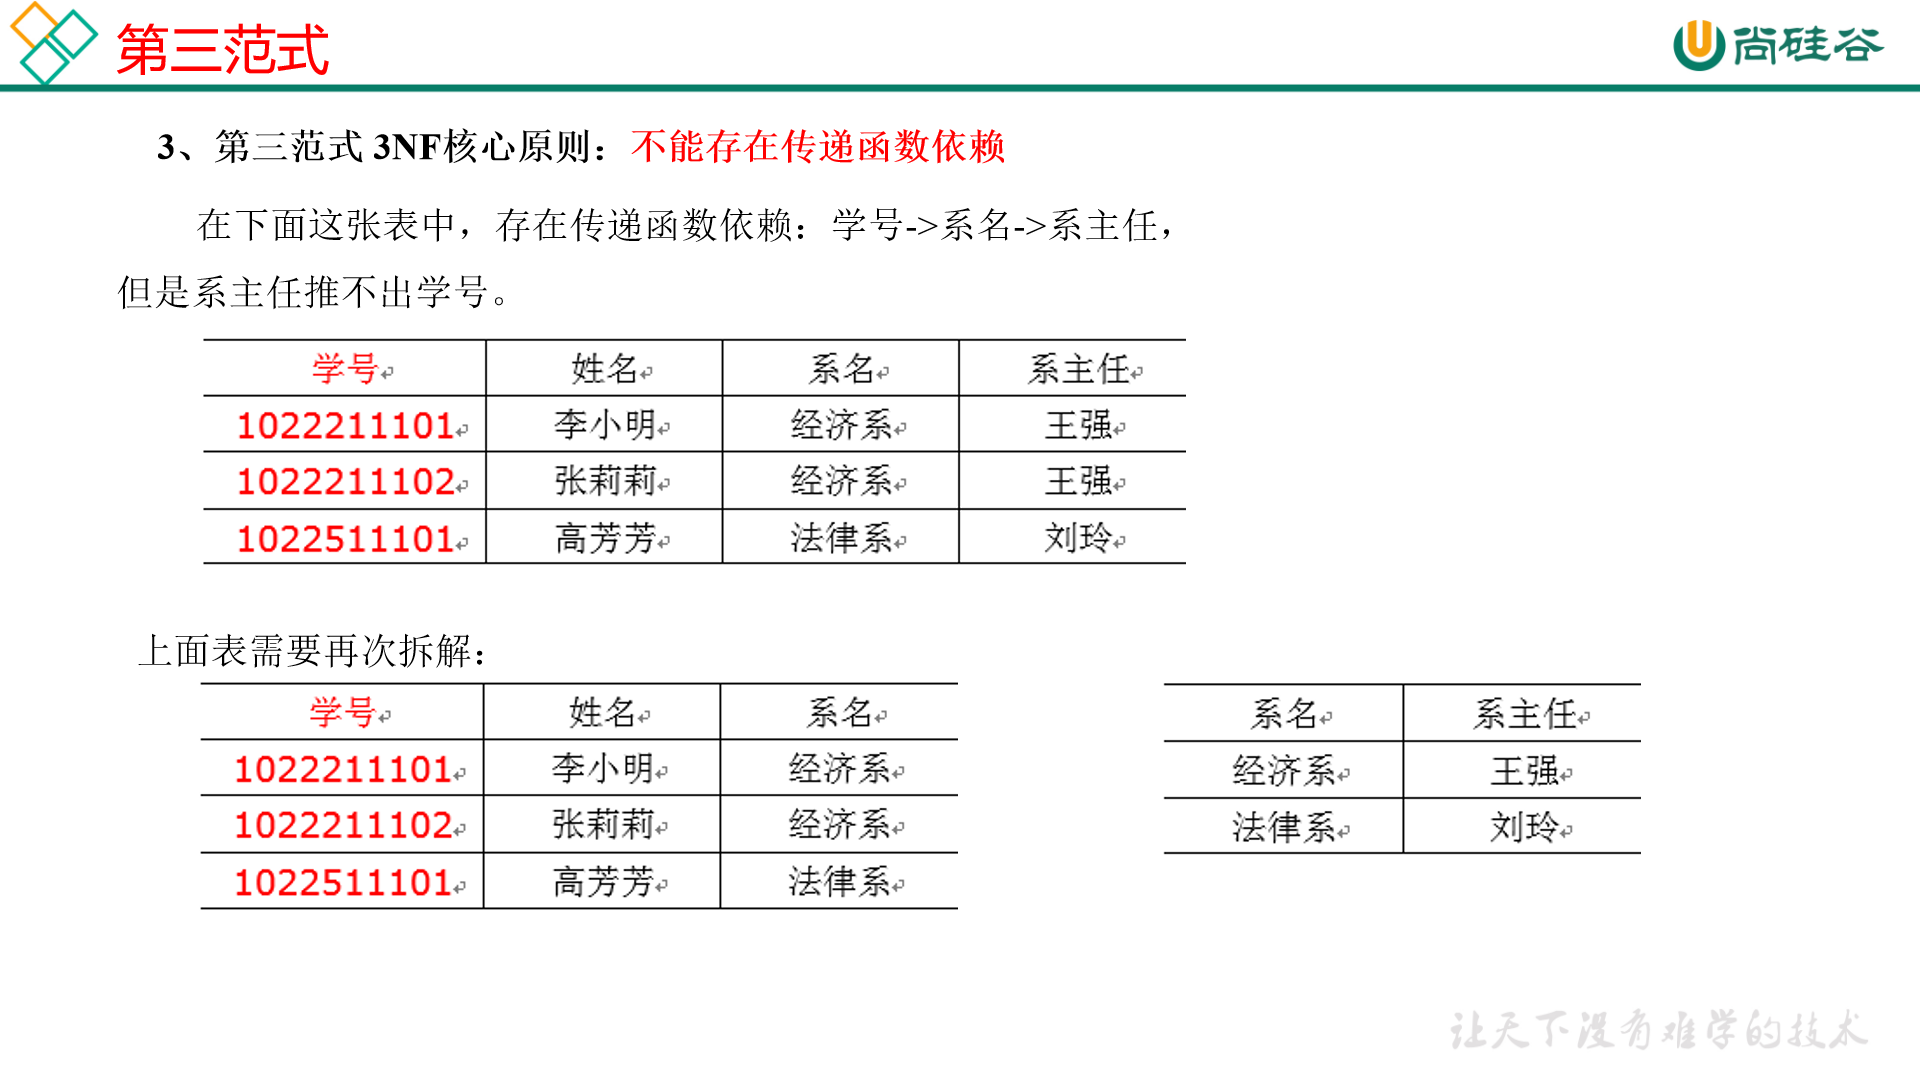 第三范式
尚硅谷
3、第三范式 3NF核心原则：不能存在传递函数依赖
在下面这张表中，存在传递函数依赖：学号->系名->系主任，
但是系主任推不出学号。
学号 姓名 系名 系主任
1022211101 李小明 经济系 王强
1022211102 张莉莉 经济系 王强
1022511101 高芳芳 法律系 刘玲
上面表需要再次拆解：
学号 姓名 系名
1022211101 李小明 经济系
1022211102 张莉莉 经济系
1022511101 高芳芳 法律系
系名 系主任
经济系 王强
法律系 刘玲
让天下没有难学的技术